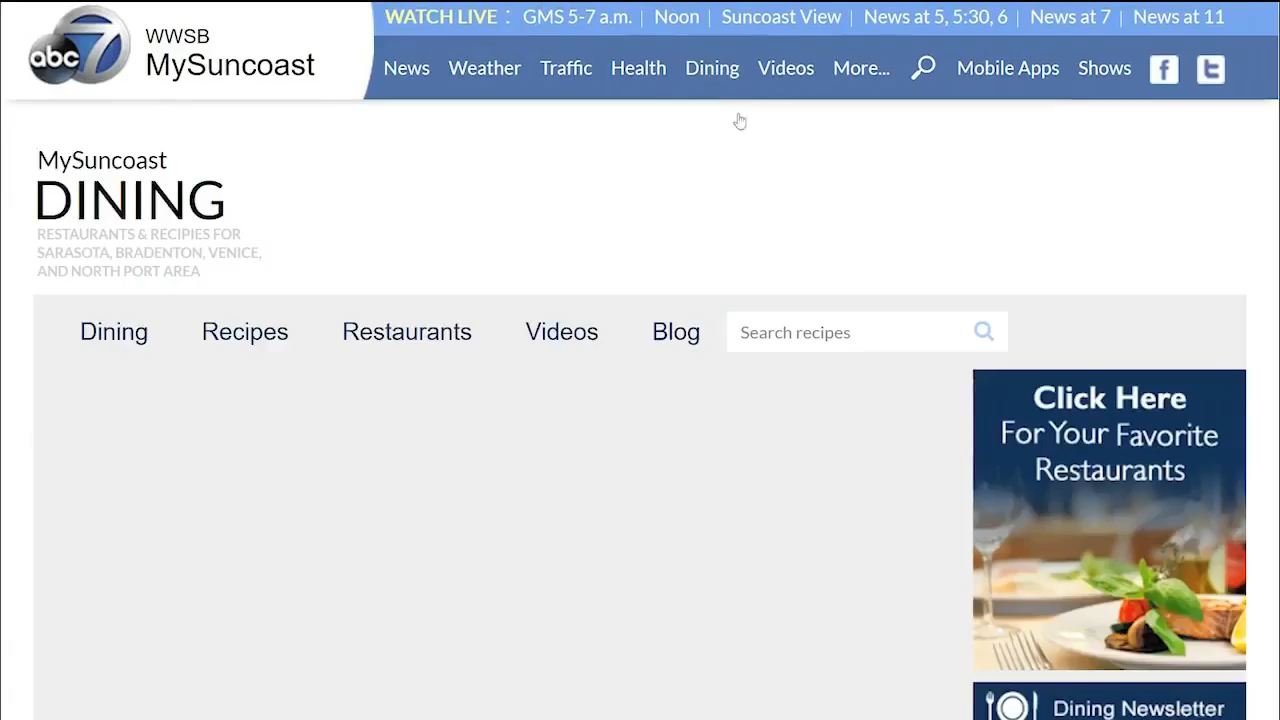 WATCH LIVE : GMS 5-7 a.m. | Noon | Suncoast View | News at 5, 5:30, 6 | News at 7 | News at 11
abc 7
WWSB
MySuncoast
News Weather Traffic Health Dining Videos More... Mobile Apps Shows f t
MySuncoast
DINING
RESTAURANTS & RECIPIES FOR
SARASOTA, BRADENTON, VENICE,
AND NORTH PORT AREA
Dining Recipes Restaurants Videos Blog Search recipes
Click Here
For Your Favorite
Restaurants
Dining Newsletter